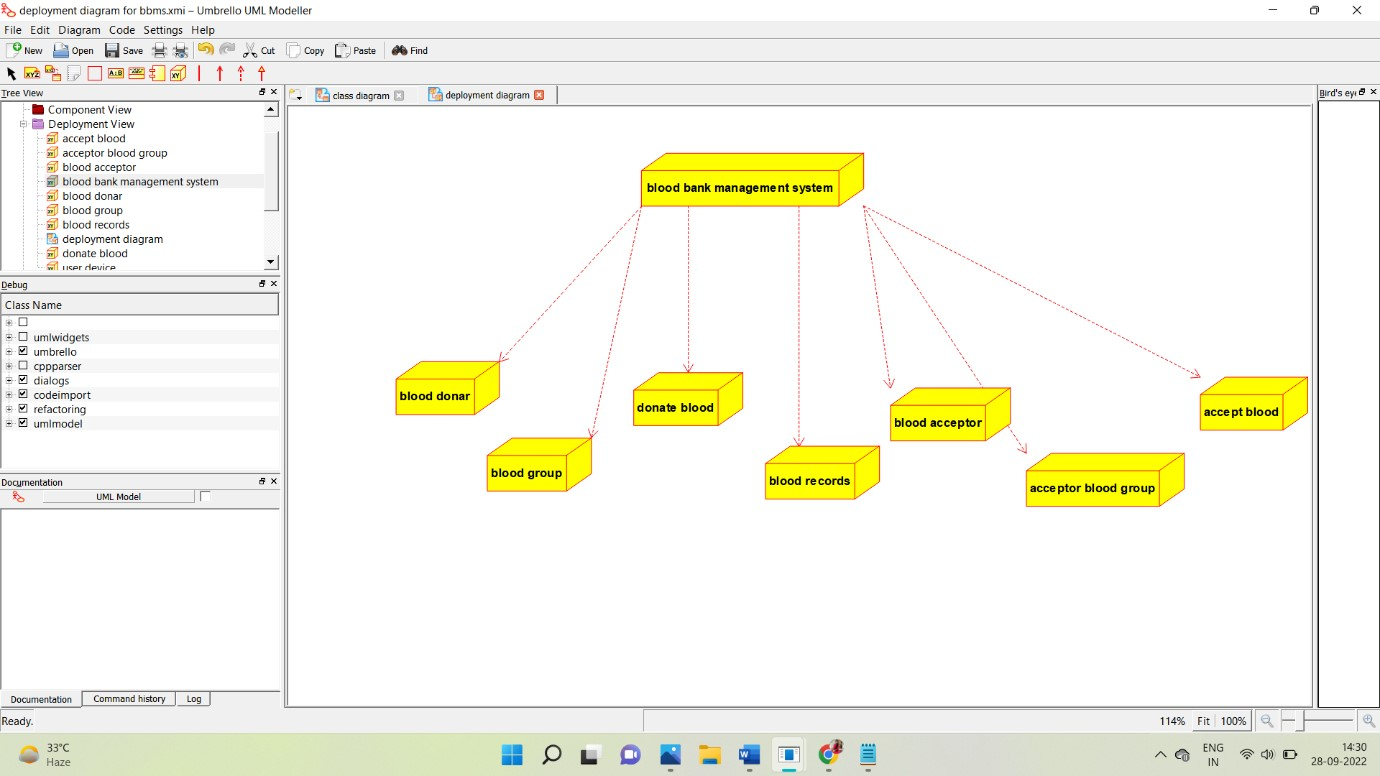 deployment diagram for bbms.xmi – Umbrello UML Modeller
File Edit Diagram Code Settings Help
New Open Save Cut Copy Paste Find
Tree View
class diagram
deployment diagram
Component View
Deployment View
accept blood
acceptor blood group
blood acceptor
blood bank management system
blood donar
blood group
blood records
deployment diagram
donate blood
user device
Debug
Class Name
umlwidgets
umbrello
cppparser
dialogs
codeimport
refactoring
umlmodel
Documentation
UML Model
Documentation Command history Log
Ready.
blood bank management system
blood donar
donate blood
blood acceptor
accept blood
blood group
blood records
acceptor blood group
Bird's
114% Fit 100%
33°C
Haze
ENG
IN
14:30
28-09-2022